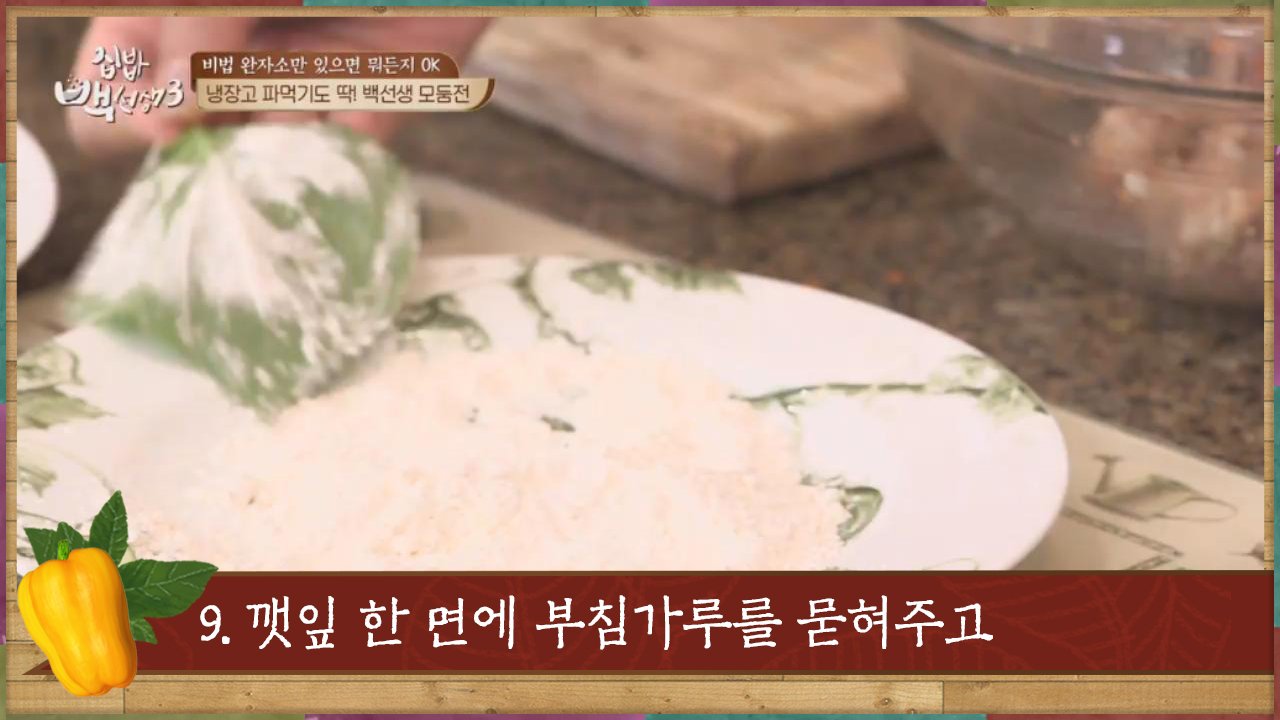 집밥
백선생3
비법 완자소만 있으면 뭐든지 OK
냉장고 파먹기도 딱! 백선생 모둠전
9. 깻잎 한 면에 부침가루를 묻혀주고